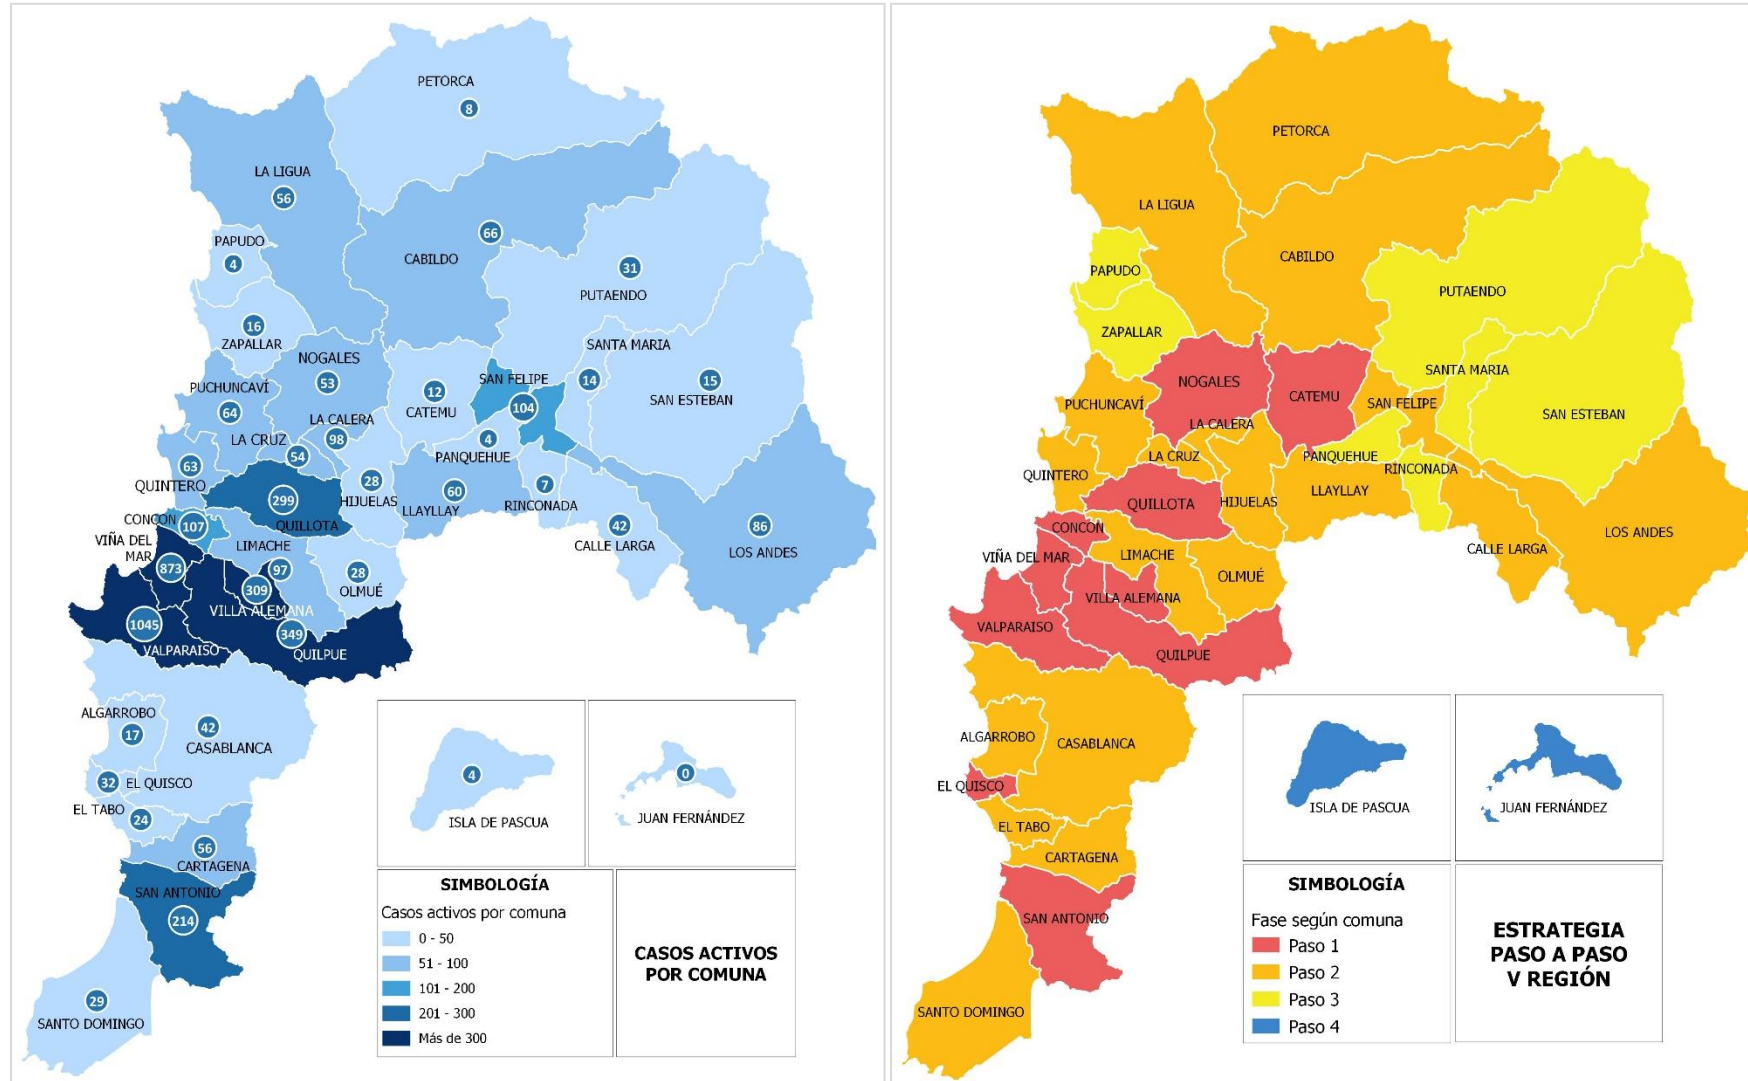 PETORCA
8
LA LIGUA
56
66
CABILDO
PAPUDO
4
31
PUTAENDO
16
ZAPALLAR
NOGALES
53
SANTA MARIA
14
15
SAN ESTEBAN
PUCHUNCAVÍ
64
12
CATEMU
SAN FELIPE
104
LA CALERA
98
LA CRUZ
54
4
PANQUEHUE
63
QUINTERO
299
QUILLOTA
28
HIJUELAS
60
LLAYLLAY
7
RINCONADA
42
CALLE LARGA
86
LOS ANDES
CONCÓN
107
VIÑA DEL
MAR
873
LIMACHE
97
28
OLMUÉ
309
VILLA ALEMANA
1045
VALPARAISO
349
QUILPUE
ALGARROBO
17
42
CASABLANCA
32
EL QUISCO
EL TABO
24
56
CARTAGENA
SAN ANTONIO
214
29
SANTO DOMINGO
4
ISLA DE PASCUA
0
JUAN FERNÁNDEZ
SIMBOLOGÍA
Casos activos por comuna
0 - 50
51 - 100
101 - 200
201 - 300
Más de 300
CASOS ACTIVOS
POR COMUNA
PETORCA
LA LIGUA
CABILDO
PAPUDO
PUTAENDO
ZAPALLAR
NOGALES
CATEMU
SANTA MARIA
SAN ESTEBAN
PUCHUNCAVÍ
SAN FELIPE
LA CALERA
LA CRUZ
PANQUEHUE
RINCONADA
QUINTERO
QUILLOTA
HIJUELAS
LLAYLLAY
CONCÓN
LOS ANDES
VIÑA DEL MAR
LIMACHE
OLMUÉ
CALLE LARGA
VILLA ALEMANA
VALPARAISO
QUILPUE
ALGARROBO
CASABLANCA
EL QUISCO
EL TABO
CARTAGENA
SAN ANTONIO
SANTO DOMINGO
ISLA DE PASCUA
JUAN FERNÁNDEZ
SIMBOLOGÍA
Fase según comuna
Paso 1
Paso 2
Paso 3
Paso 4
ESTRATEGIA
PASO A PASO
V REGIÓN